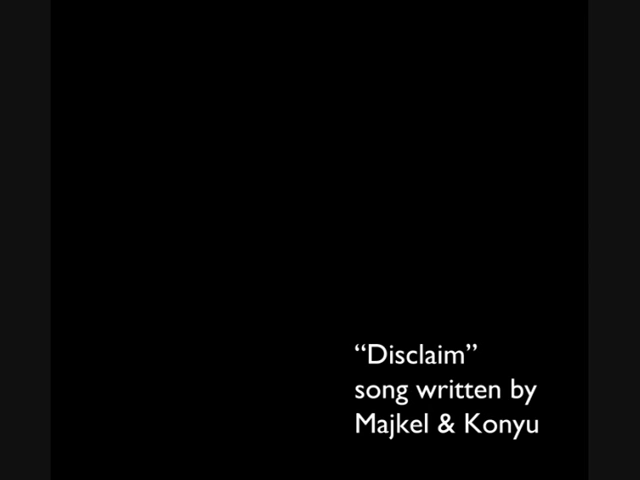 “Disclaim”
song written by
Majkel & Konyu